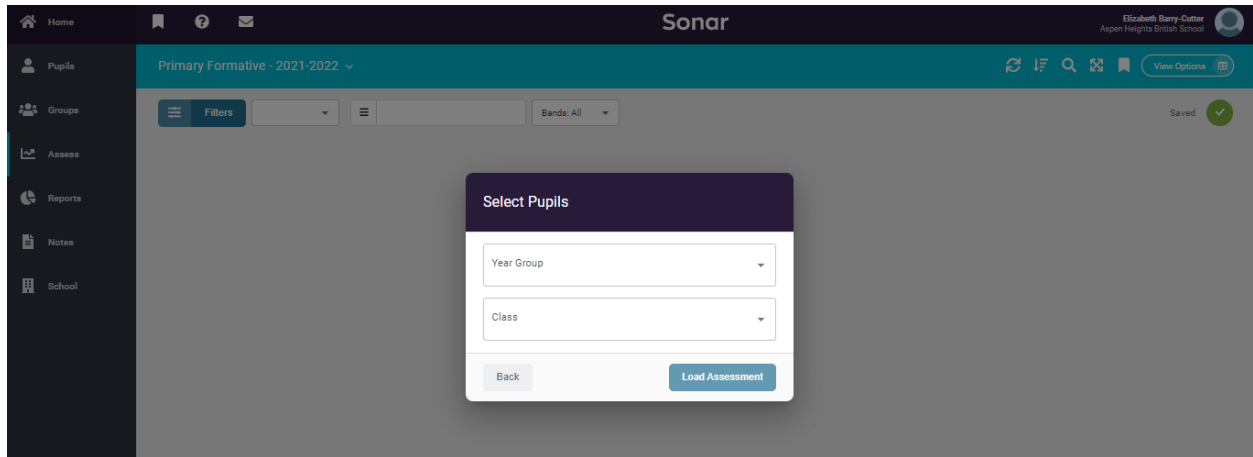 Home
Sonar
Elizabeth Barry-Cutter
Aspen Heights British School
Pupils
Primary Formative - 2021-2022
View Options
Groups
Filters
Bands: All
Saved
Assess
Reports
Notes
School
Select Pupils
Year Group
Class
Back
Load Assessment